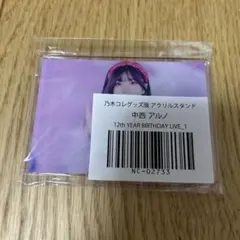 乃木コレグッズ版 アクリルスタンド
中西 アルノ
12th YEAR BIRTHDAY LIVE_1
NC-02733